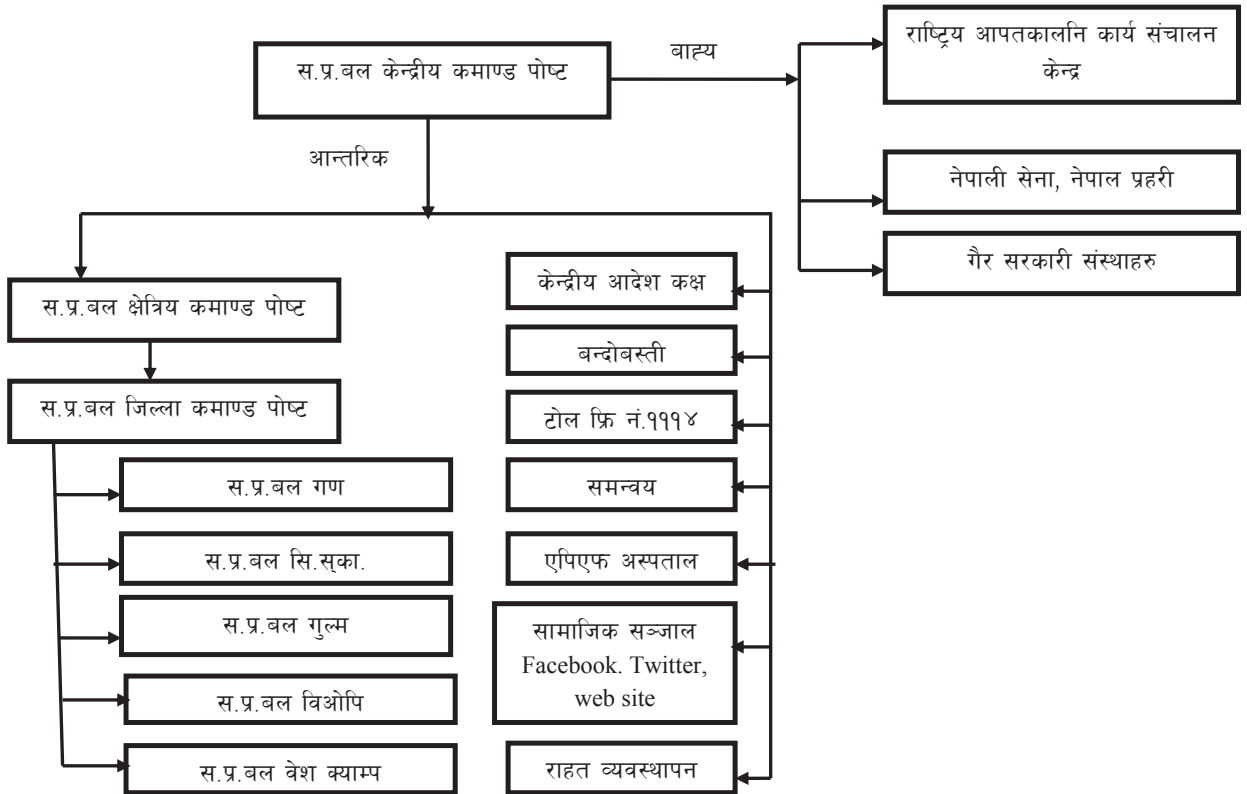 स.प्र.बल केन्द्रीय कमाण्ड पोष्ट
बाह्य
राष्ट्रिय आपतकालनि कार्य संचालन
केन्द्र
आन्तरिक
नेपाली सेना, नेपाल प्रहरी
गैर सरकारी संस्थाहरु
स.प्र.बल क्षेत्रिय कमाण्ड पोष्ट
स.प्र.बल जिल्ला कमाण्ड पोष्ट
स.प्र.बल गण
स.प्र.बल सि.स्का.
स.प्र.बल गुल्म
स.प्र.बल विओपि
स.प्र.बल वेश क्याम्प
केन्द्रीय आदेश कक्ष
बन्दोबस्ती
टोल फ्रि नं.१११४
समन्वय
एपिएफ अस्पताल
सामाजिक सञ्जाल
Facebook. Twitter,
web site
राहत व्यवस्थापन